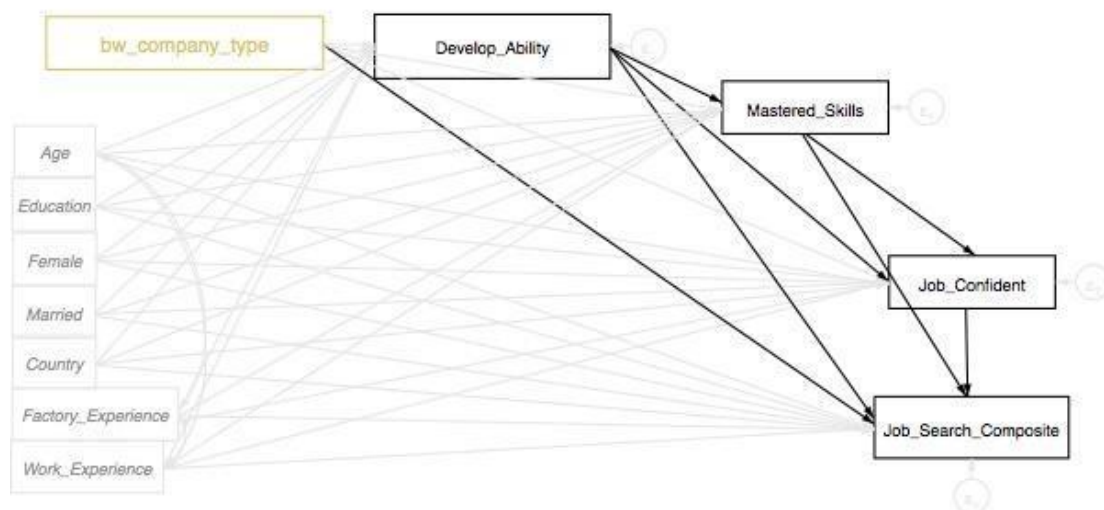 bw_company_type
Develop_Ability
Mastered_Skills
Age
Education
Female
Married
Country
Factory_Experience
Work_Experience
Job_Confident
Job_Search_Composite